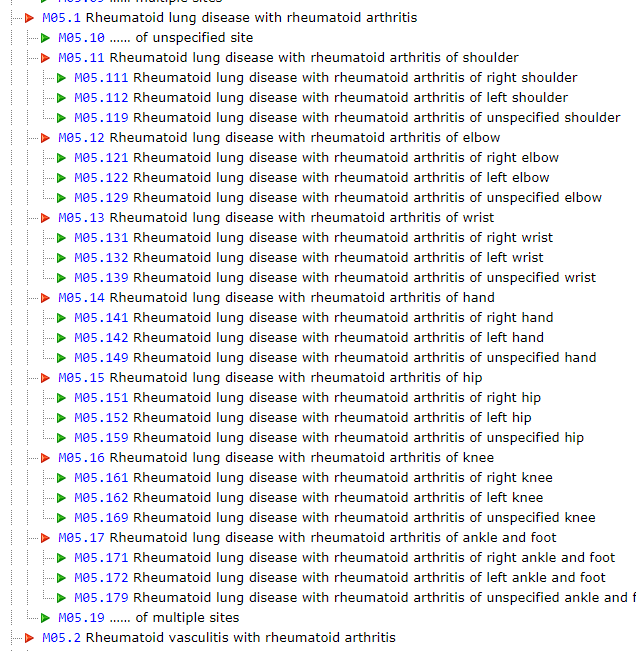 M05.1 Rheumatoid lung disease with rheumatoid arthritis
M05.10 ...... of unspecified site
M05.11 Rheumatoid lung disease with rheumatoid arthritis of shoulder
M05.111 Rheumatoid lung disease with rheumatoid arthritis of right shoulder
M05.112 Rheumatoid lung disease with rheumatoid arthritis of left shoulder
M05.119 Rheumatoid lung disease with rheumatoid arthritis of unspecified shoulder
M05.12 Rheumatoid lung disease with rheumatoid arthritis of elbow
M05.121 Rheumatoid lung disease with rheumatoid arthritis of right elbow
M05.122 Rheumatoid lung disease with rheumatoid arthritis of left elbow
M05.129 Rheumatoid lung disease with rheumatoid arthritis of unspecified elbow
M05.13 Rheumatoid lung disease with rheumatoid arthritis of wrist
M05.131 Rheumatoid lung disease with rheumatoid arthritis of right wrist
M05.132 Rheumatoid lung disease with rheumatoid arthritis of left wrist
M05.139 Rheumatoid lung disease with rheumatoid arthritis of unspecified wrist
M05.14 Rheumatoid lung disease with rheumatoid arthritis of hand
M05.141 Rheumatoid lung disease with rheumatoid arthritis of right hand
M05.142 Rheumatoid lung disease with rheumatoid arthritis of left hand
M05.149 Rheumatoid lung disease with rheumatoid arthritis of unspecified hand
M05.15 Rheumatoid lung disease with rheumatoid arthritis of hip
M05.151 Rheumatoid lung disease with rheumatoid arthritis of right hip
M05.152 Rheumatoid lung disease with rheumatoid arthritis of left hip
M05.159 Rheumatoid lung disease with rheumatoid arthritis of unspecified hip
M05.16 Rheumatoid lung disease with rheumatoid arthritis of knee
M05.161 Rheumatoid lung disease with rheumatoid arthritis of right knee
M05.162 Rheumatoid lung disease with rheumatoid arthritis of left knee
M05.169 Rheumatoid lung disease with rheumatoid arthritis of unspecified knee
M05.17 Rheumatoid lung disease with rheumatoid arthritis of ankle and foot
M05.171 Rheumatoid lung disease with rheumatoid arthritis of right ankle and foot
M05.172 Rheumatoid lung disease with rheumatoid arthritis of left ankle and foot
M05.179 Rheumatoid lung disease with rheumatoid arthritis of unspecified ankle and f
M05.19 ...... of multiple sites
M05.2 Rheumatoid vasculitis with rheumatoid arthritis